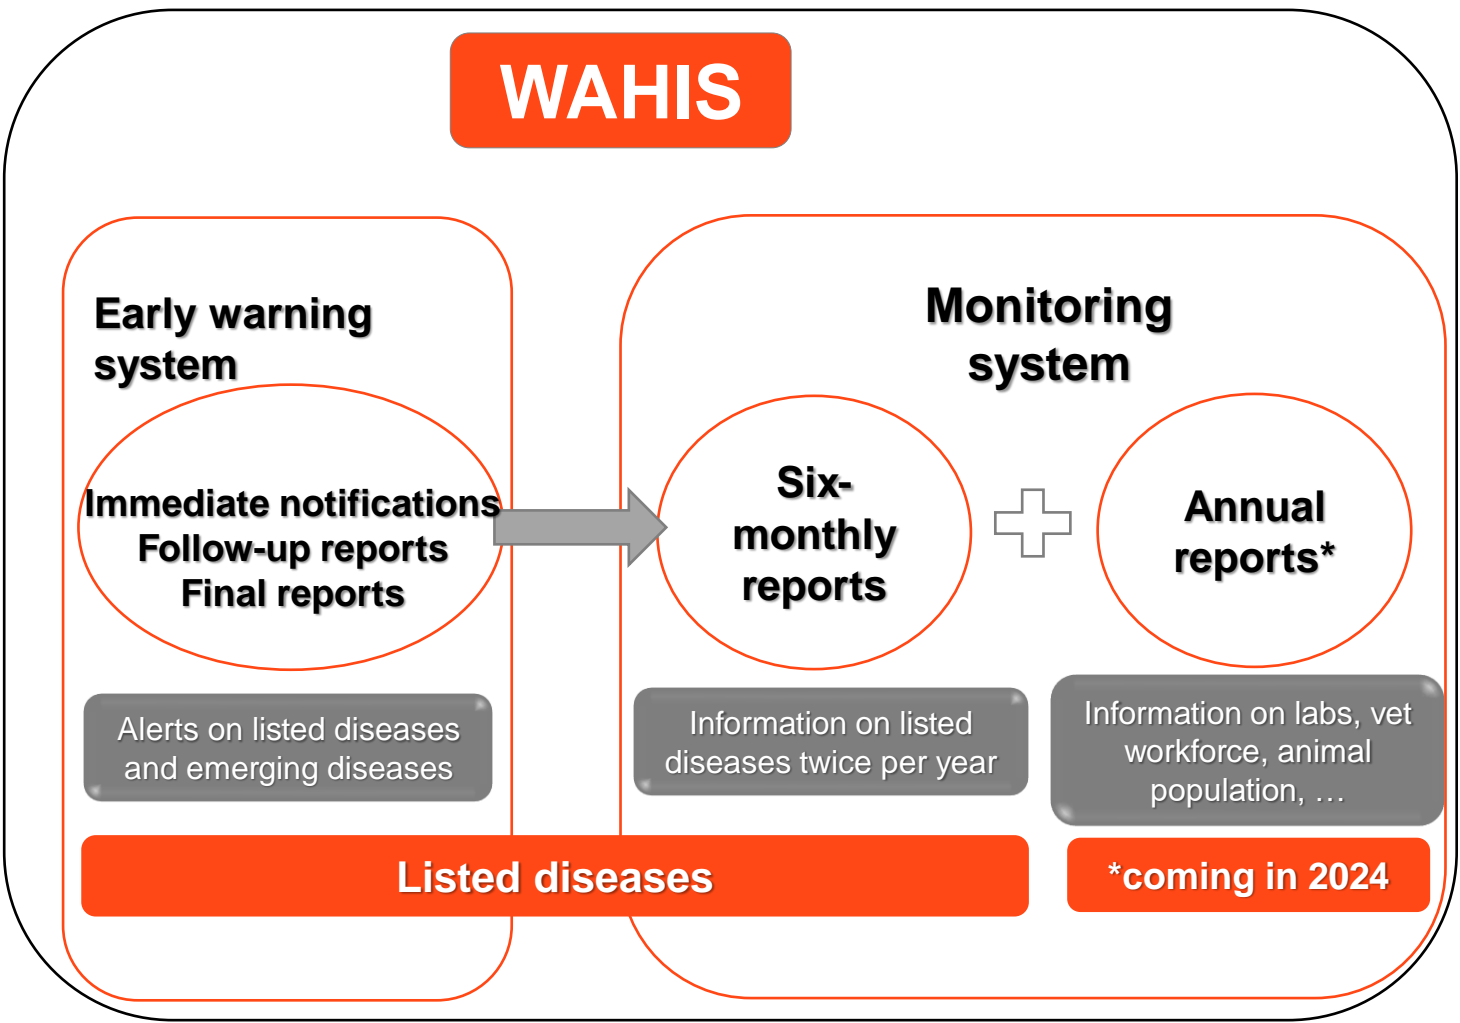 WAHIS
Early warning
system
Immediate notifications
Follow-up reports
Final reports
Alerts on listed diseases
and emerging diseases
Monitoring
system
Six-
monthly
reports
Annual
reports*
Information on listed
diseases twice per year
Information on labs, vet
workforce, animal
population, …
Listed diseases
*coming in 2024